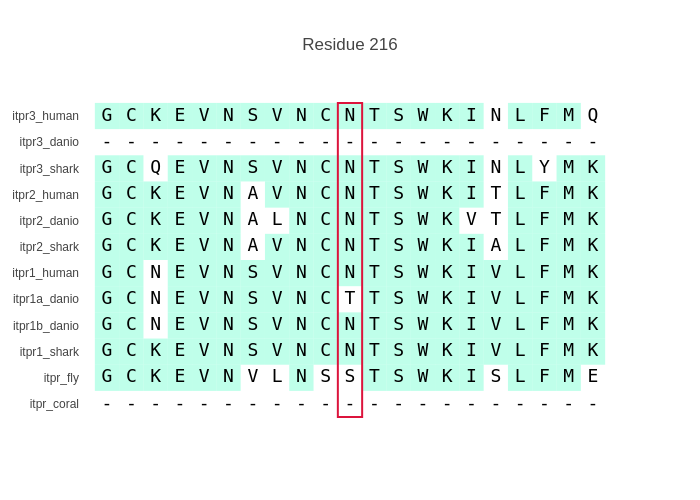 Residue 216
itpr3_human G C K E V N S V N C N T S W K I N L F M Q
itpr3_danio - - - - - - - - - - - - - - - - - - - - -
itpr3_shark G C Q E V N S V N C N T S W K I N L Y M K
itpr2_human G C K E V N A V N C N T S W K I T L F M K
itpr2_danio G C K E V N A L N C N T S W K V T L F M K
itpr2_shark G C K E V N A V N C N T S W K I A L F M K
itpr1_human G C N E V N S V N C N T S W K I V L F M K
itpr1a_danio G C N E V N S V N C T T S W K I V L F M K
itpr1b_danio G C N E V N S V N C N T S W K I V L F M K
itpr1_shark G C K E V N S V N C N T S W K I V L F M K
itpr_fly G C K E V N V L N S S T S W K I S L F M E
itpr_coral - - - - - - - - - - - - - - - - - - - - -